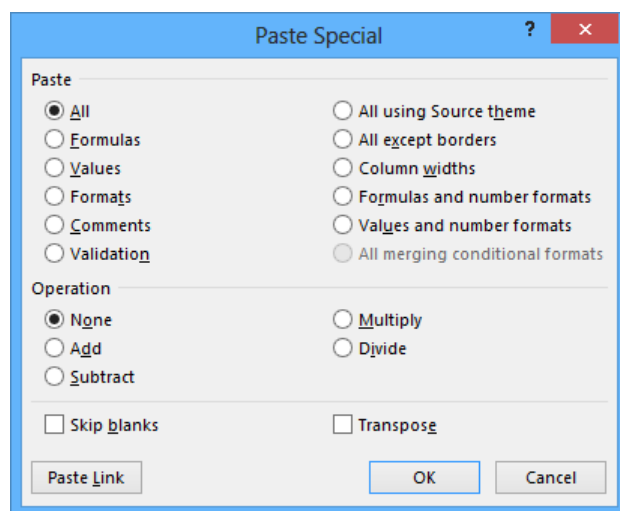 Paste Special ?
Paste
All
Formulas
Values
Formats
Comments
Validation
All using Source theme
All except borders
Column widths
Formulas and number formats
Values and number formats
All merging conditional formats
Operation
None
Add
Subtract
Multiply
Divide
Skip blanks
Transpose
Paste Link
OK
Cancel